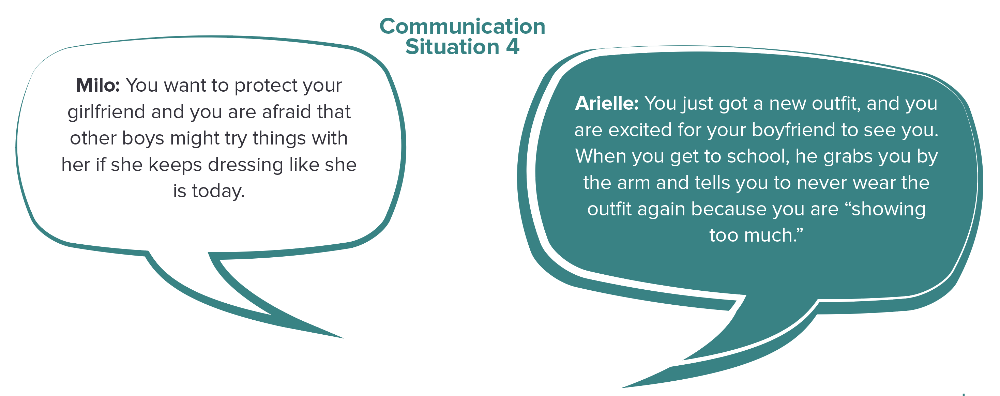 Communication
Situation 4
Milo: You want to protect your
girlfriend and you are afraid that
other boys might try things with
her if she keeps dressing like she
is today.
Arielle: You just got a new outfit, and you
are excited for your boyfriend to see you.
When you get to school, he grabs you by
the arm and tells you to never wear the
outfit again because you are “showing
too much.”